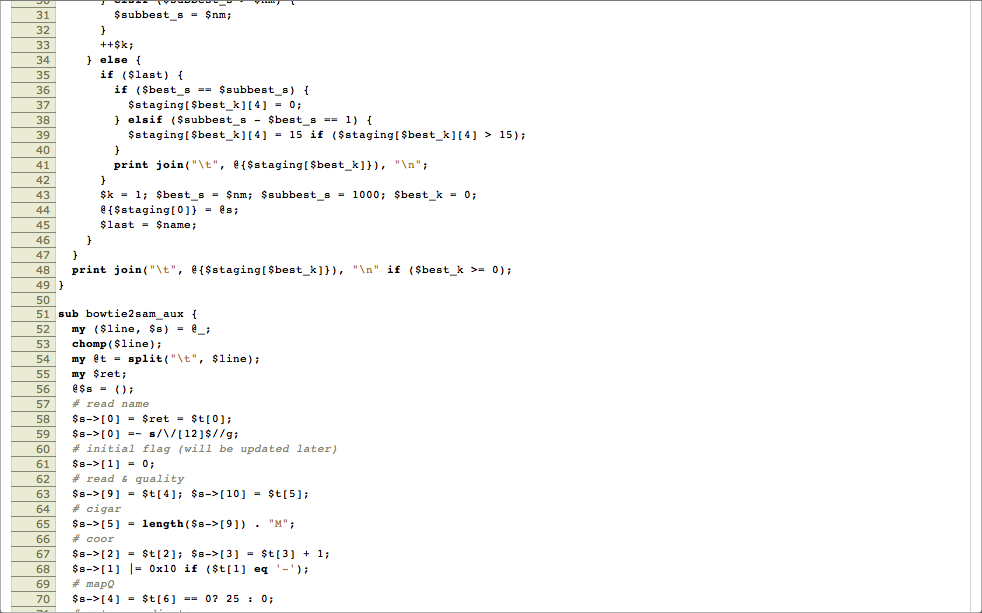 31 $subbest_s = $nm;
32 }
33 ++$k;
34 } else {
35 if ($last) {
36 if ($best_s == $subbest_s) {
37 $staging[$best_k][4] = 0;
38 } elsif ($subbest_s - $best_s == 1) {
39 $staging[$best_k][4] = 15 if ($staging[$best_k][4] > 15);
40 }
41 print join("\t", @{$staging[$best_k]}), "\n";
42 }
43 $k = 1; $best_s = $nm; $subbest_s = 1000; $best_k = 0;
44 @{$staging[0]} = @s;
45 $last = $name;
46 }
47 }
48 print join("\t", @{$staging[$best_k]}), "\n" if ($best_k >= 0);
49 }
50
51 sub bowtie2sam_aux {
52 my ($line, $s) = @_;
53 chomp($line);
54 my @t = split("\t", $line);
55 my $ret;
56 @$s = ();
57 # read name
58 $s->[0] = $ret = $t[0];
59 $s->[0] =~ s/\/[12]$//g;
60 # initial flag (will be updated later)
61 $s->[1] = 0;
62 # read & quality
63 $s->[9] = $t[4]; $s->[10] = $t[5];
64 # cigar
65 $s->[5] = length($s->[9]) . "M";
66 # coor
67 $s->[2] = $t[2]; $s->[3] = $t[3] + 1;
68 $s->[1] |= 0x10 if ($t[1] eq '-');
69 # mapQ
70 $s->[4] = $t[6] == 0? 25 : 0;